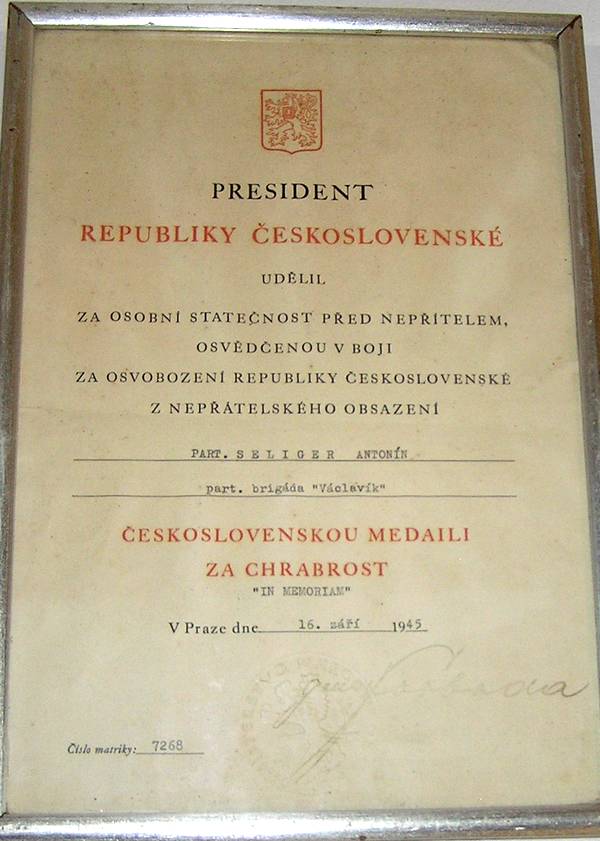 PRESIDENT
REPUBLIKY ČESKOSLOVENSKÉ
UDĚLIL
ZA OSOBNÍ STATEČNOST PŘED NEPŘÍTELEM,
OSVĚDČENOU V BOJI
ZA OSVOBOZENÍ REPUBLIKY ČESKOSLOVENSKÉ
Z NEPŘÁTELSKÉHO OBSAZENÍ
PART. S E L I G E R ANTONÍN
part. brigáda "Václavík"
ČESKOSLOVENSKOU MEDAILI
ZA CHRABROST
"IN MEMORIAM"
V Praze dne 16. září 1945
Číslo matriky: 7268